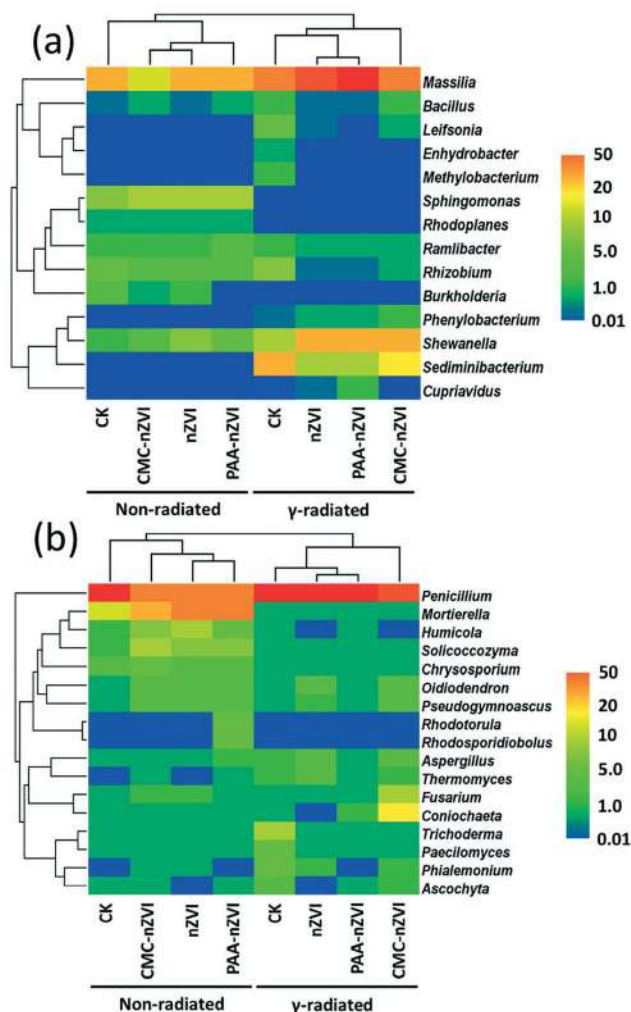 (a)
Massilia
Bacillus
Leifsonia
Enhydrobacter
Methylobacterium
Sphingomonas
Rhodoplanes
Ramlibacter
Rhizobium
Burkholderia
Phenylobacterium
Shewanella
Sediminibacterium
Cupriavidus
50
20
10
5.0
1.0
0.01
CK
CMC-nZVI
nZVI
PAA-nZVI
CK
nZVI
PAA-nZVI
CMC-nZVI
Non-radiated
γ-radiated
(b)
Penicillium
Mortierella
Humicola
Solicoccozyma
Chrysosporium
Oidiodendron
Pseudogymnoascus
Rhodotorula
Rhodosporidiobolus
Aspergillus
Thermomyces
Fusarium
Coniochaeta
Trichoderma
Paecilomyces
Phialemonium
Ascochyta
50
20
10
5.0
1.0
0.01
CK
CMC-nZVI
nZVI
PAA-nZVI
CK
nZVI
PAA-nZVI
CMC-nZVI
Non-radiated
γ-radiated